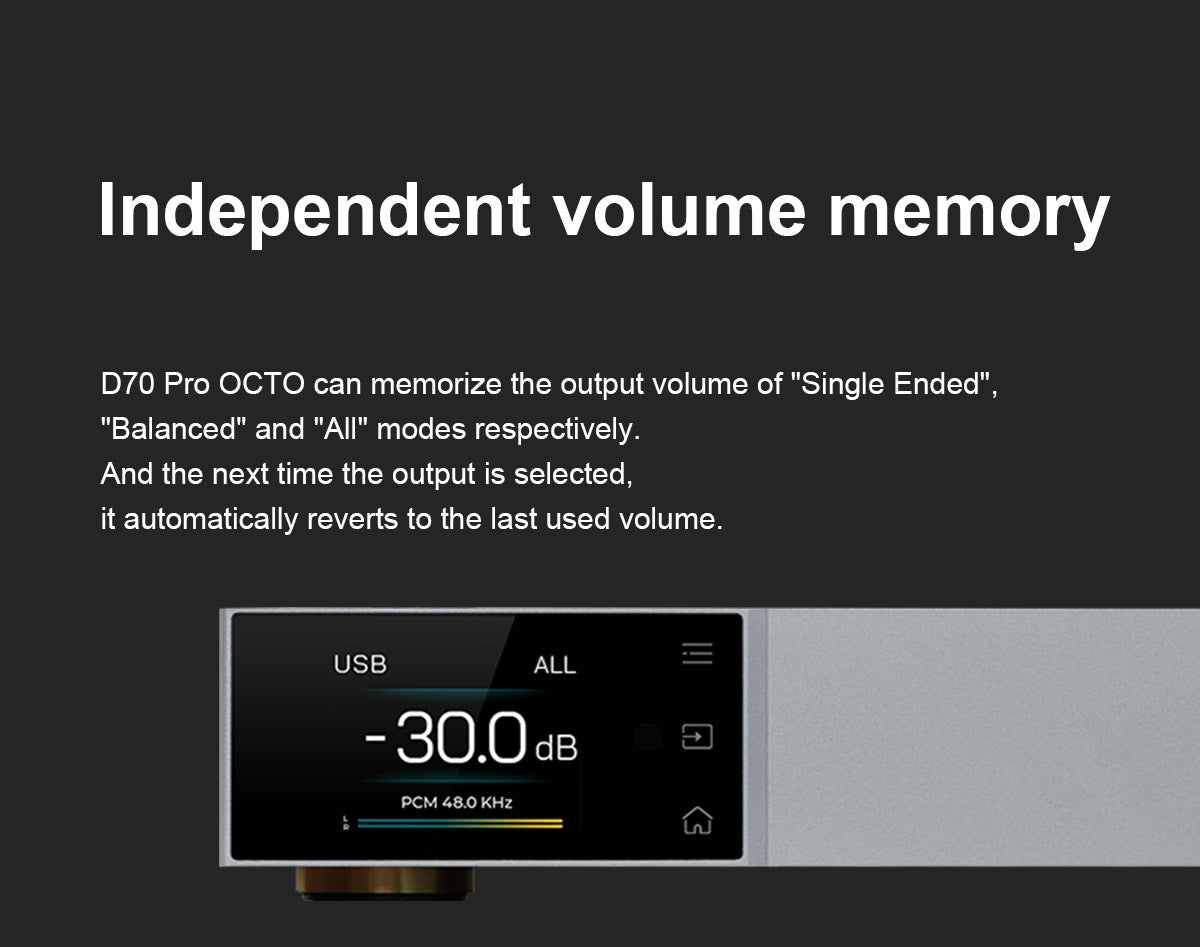 Independent volume memory
D70 Pro OCTO can memorize the output volume of "Single Ended",
"Balanced" and "All" modes respectively.
And the next time the output is selected,
it automatically reverts to the last used volume.
USB ALL
-30.0 dB
PCM 48.0 KHz
L
R